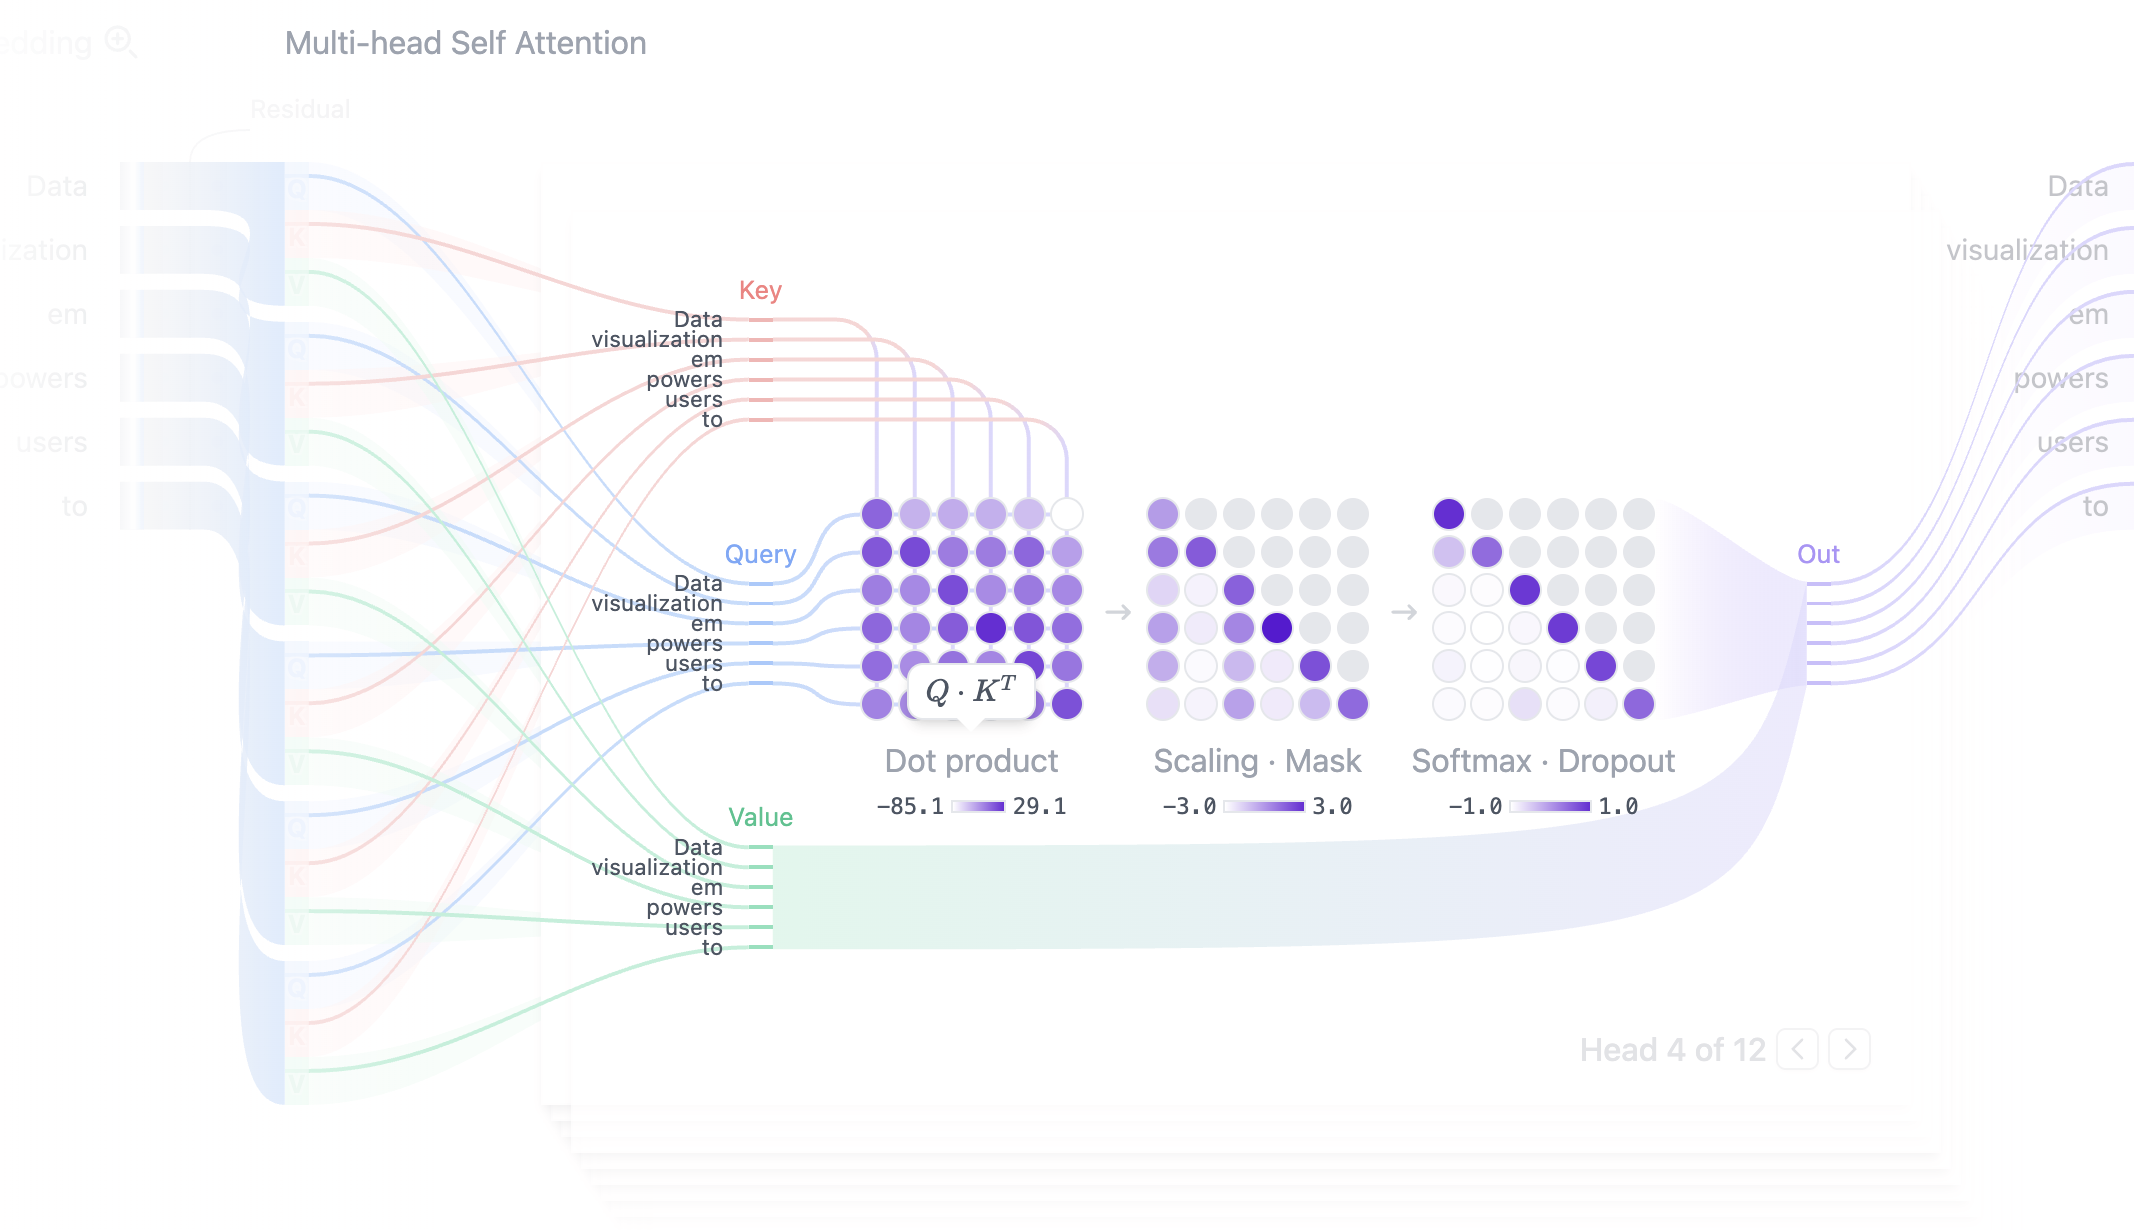 edding
Multi-head Self Attention
Residual
Data
ization
em
powers
users
to
Q
K
V
Q
K
V
Q
K
V
Q
K
V
Q
K
V
Q
K
V
Key
Data
visualization
em
powers
users
to
Query
Data
visualization
em
powers
users
to
Value
Data
visualization
em
powers
users
to
Q · K^T
Dot product
−85.1 29.1
Scaling · Mask
−3.0 3.0
Softmax · Dropout
−1.0 1.0
Out
Data
visualization
em
powers
users
to
Head 4 of 12